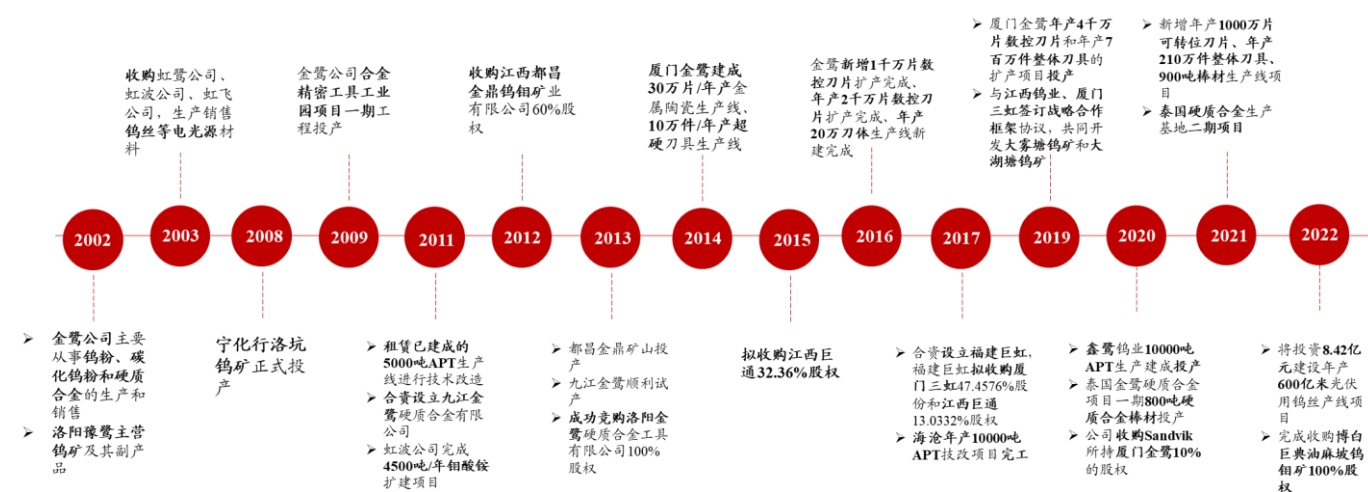 收购虹鹭公司、
虹波公司、虹飞
公司，生产销售
钨丝等电光源材
料
金鹭公司合金
精密工具工业
园项目一期工
程投产
收购江西都昌
金鼎钨钼矿业
有限公司60%股
权
厦门金鹭建成
30万片/年产金
属陶瓷生产线、
10万件/年产超
硬刀具生产线
金鹭新增1千万片数
控刀片扩产完成、
年产2千万片数控刀
片扩产完成、年产
20万刀体生产线新
建完成
➢ 厦门金鹭年产4千万
片数控刀片和年产7
百万件整体刀具的
扩产项目投产
➢ 与江西钨业、厦门
三虹签订战略合作
框架协议，共同开
发大雾塘钨矿和大
湖塘钨矿
➢ 新增年产1000万片
可转位刀片、年产
210万件整体刀具、
900吨棒材生产线项
目
➢ 泰国硬质合金生产
基地二期项目
2002
2003
2008
2009
2011
2012
2013
2014
2015
2016
2017
2019
2020
2021
2022
➢ 金鹭公司主要
从事钨粉、碳
化钨粉和硬质
合金的生产和
销售
➢ 洛阳豫鹭主营
钨矿及其副产
品
宁化行洛坑
钨矿正式投
产
➢ 租赁已建成的
5000吨APT生产
线进行技术改造
➢ 合资设立九江金
鹭硬质合金有限
公司
➢ 虹波公司完成
4500吨/年钼酸铵
扩建项目
➢ 都昌金鼎矿山投
产
➢ 九江金鹭顺利试
产
➢ 成功竞购洛阳金
鹭硬质合金工具
有限公司100%
股权
拟收购江西巨
通32.36%股权
➢ 合资设立福建巨虹,
福建巨虹拟收购厦
门三虹47.4576%股
份和江西巨通
13.0332%股权
➢ 海沧年产10000吨
APT技改项目完工
➢ 鑫鹭钨业10000吨
APT生产建成投产
➢ 泰国金鹭硬质合金
项目一期800吨硬
质合金棒材投产
➢ 公司收购Sandvik
所持厦门金鹭10%
的股权
➢ 将投资8.42亿
元建设年产
600亿米光伏
用钨丝产线项
目
➢ 完成收购博白
巨典油麻坡钨
钼矿100%股
权